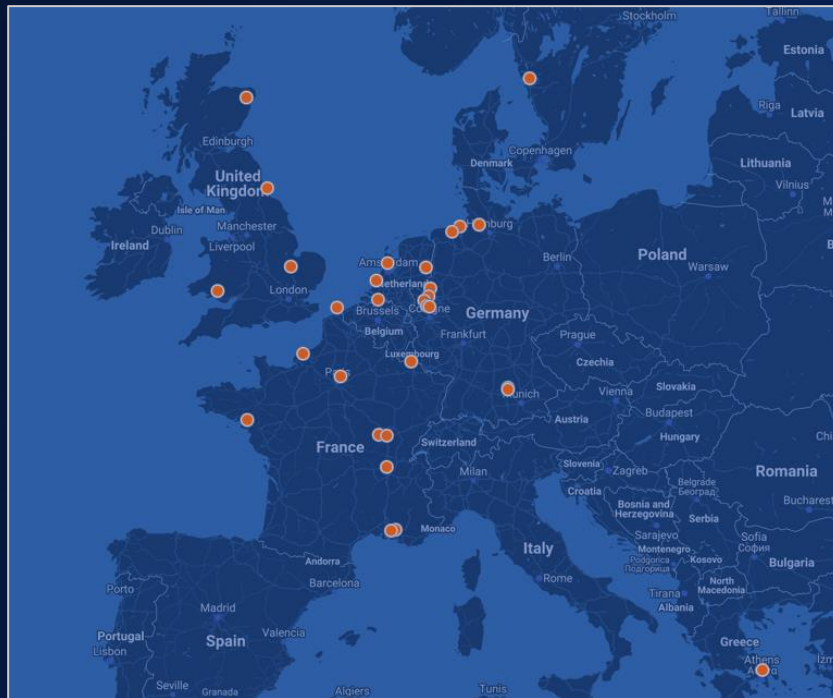 Stockholm
Tallinn
Estonia
Riga
Latvia
Edinburgh
Copenhagen
Denmark
Lithuania
United
Kingdom
Vilnius
Isle of Man
Dublin
Manchester
Ireland
Liverpool
Berlin
Poland
Warsaw
London
Brussels
Germany
Belgium
Frankfurt
Prague
Luxembourg
Czechia
Slovakia
Vienna
Munich
Austria
Budapest
France
Switzerland
Hungary
Slovenia
Zagreb
Milan
Croatia
Romania
Belgrade
Београд
Bosnia and
Herzegovina
Serbia
Buchares
Monaco
Sarajevo
Sofia
София
Italy
Montenegro
Kosovo
Andorra
Podgorica
Подгорица
Bulgaria
Barcelona
Rome
North
Macedonia
Porto
Tirana
Albania
Madrid
Portugal
Spain
Valencia
Greece
Lisbon
Athens
Seville
Granada
Algiers
Tunis